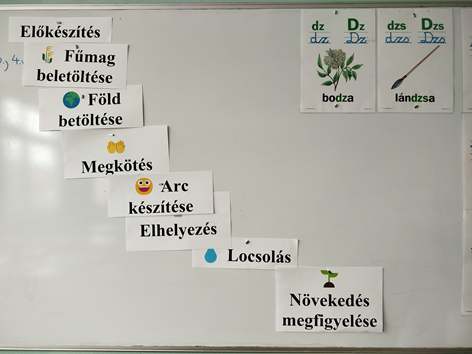 Előkészítés
Fűmag
beletöltése
Föld
betöltése
Megkötés
Arc
készítése
Elhelyezés
Locsolás
Növekedés
megfigyelése
dz Dz
dz Dz
bodza
dzs Dzs
dzs Dzs
lándzsa